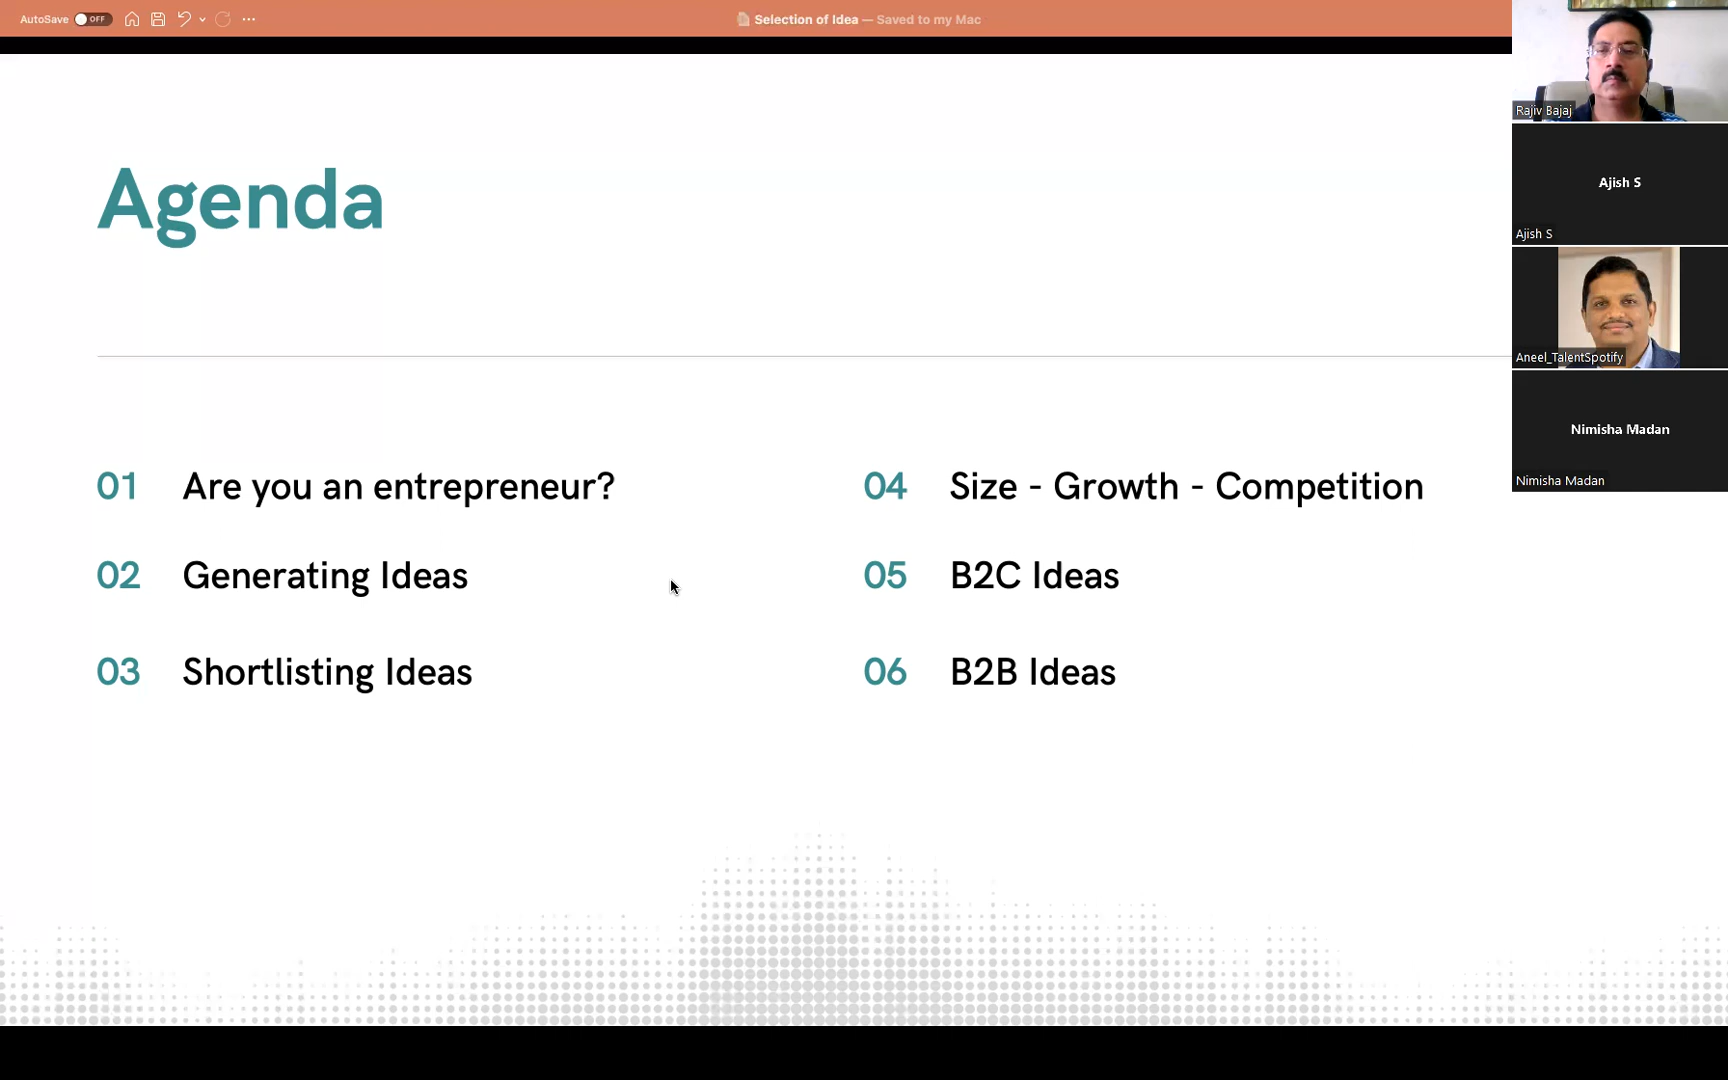 AutoSave OFF
Selection of Idea — Saved to my Mac
Agenda
01 Are you an entrepreneur?
02 Generating Ideas
03 Shortlisting Ideas
04 Size - Growth - Competition
05 B2C Ideas
06 B2B Ideas
Rajiv Bajaj
Ajish S
Ajish S
Aneel_TalentSpotify
Nimisha Madan
Nimisha Madan